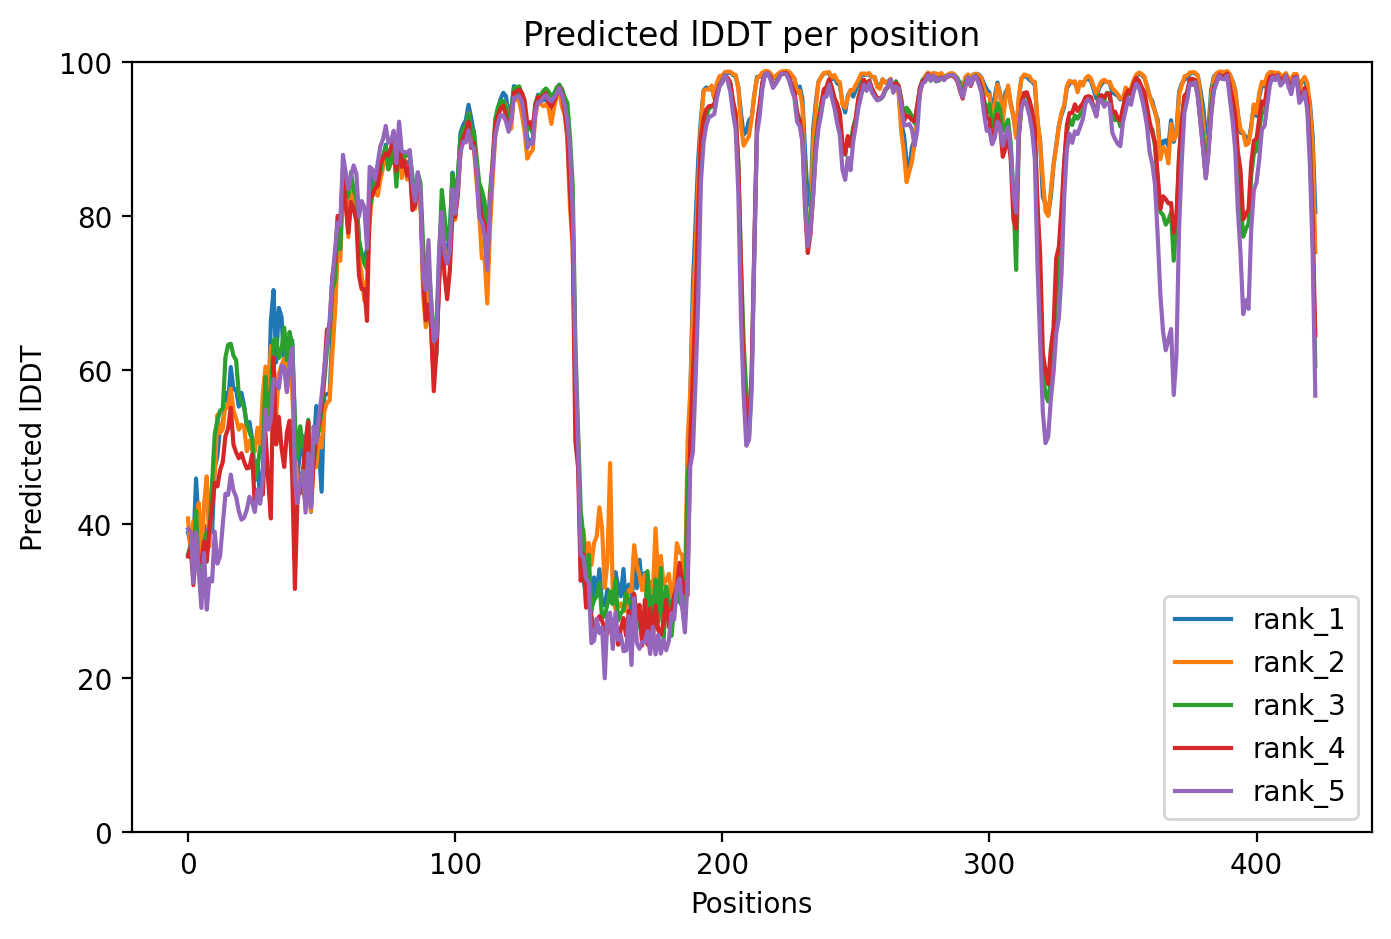 Predicted lDDT per position
100
80
60
40
20
0
Predicted lDDT
0 100 200 300 400
Positions
rank_1
rank_2
rank_3
rank_4
rank_5